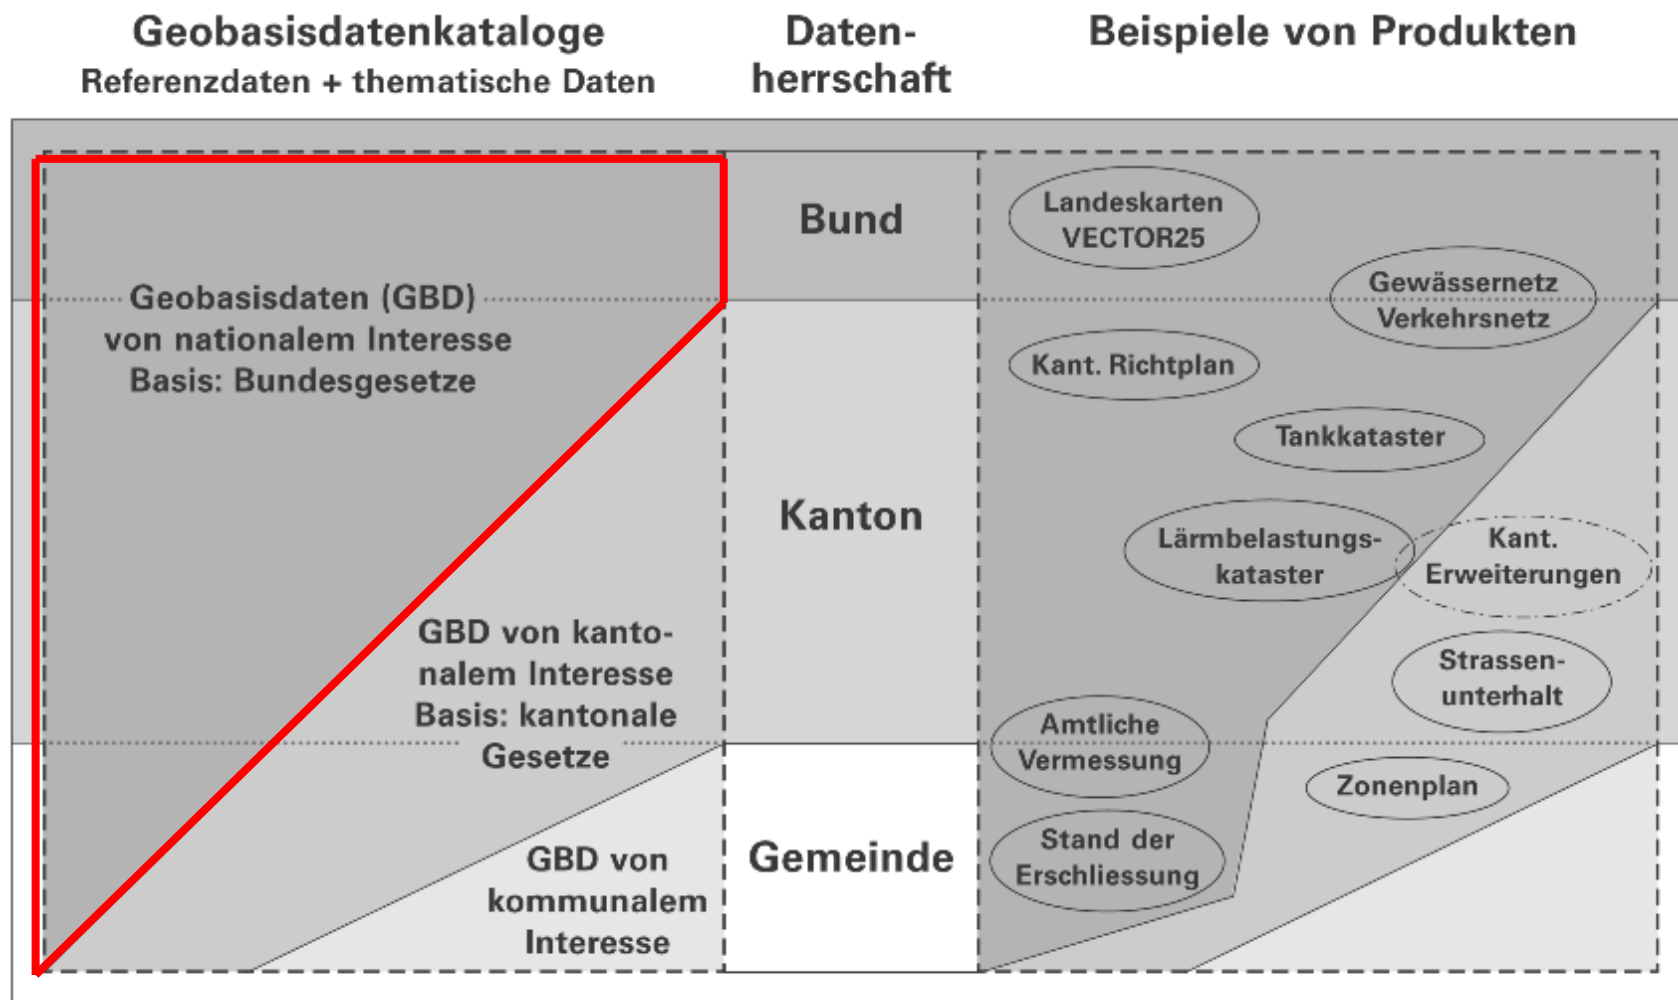 Geobasisdatenkataloge
Referenzdaten + thematische Daten
Daten-
herrschaft
Beispiele von Produkten
Geobasisdaten (GBD)
von nationalem Interesse
Basis: Bundesgesetze
GBD von kanto-
nalem Interesse
Basis: kantonale
Gesetze
GBD von
kommunalem
Interesse
Bund
Kanton
Gemeinde
Landeskarten
VECTOR25
Gewässernetz
Verkehrsnetz
Kant. Richtplan
Tankkataster
Lärmbelastungs-
kataster
Kant.
Erweiterungen
Strassen-
unterhalt
Amtliche
Vermessung
Zonenplan
Stand der
Erschliessung